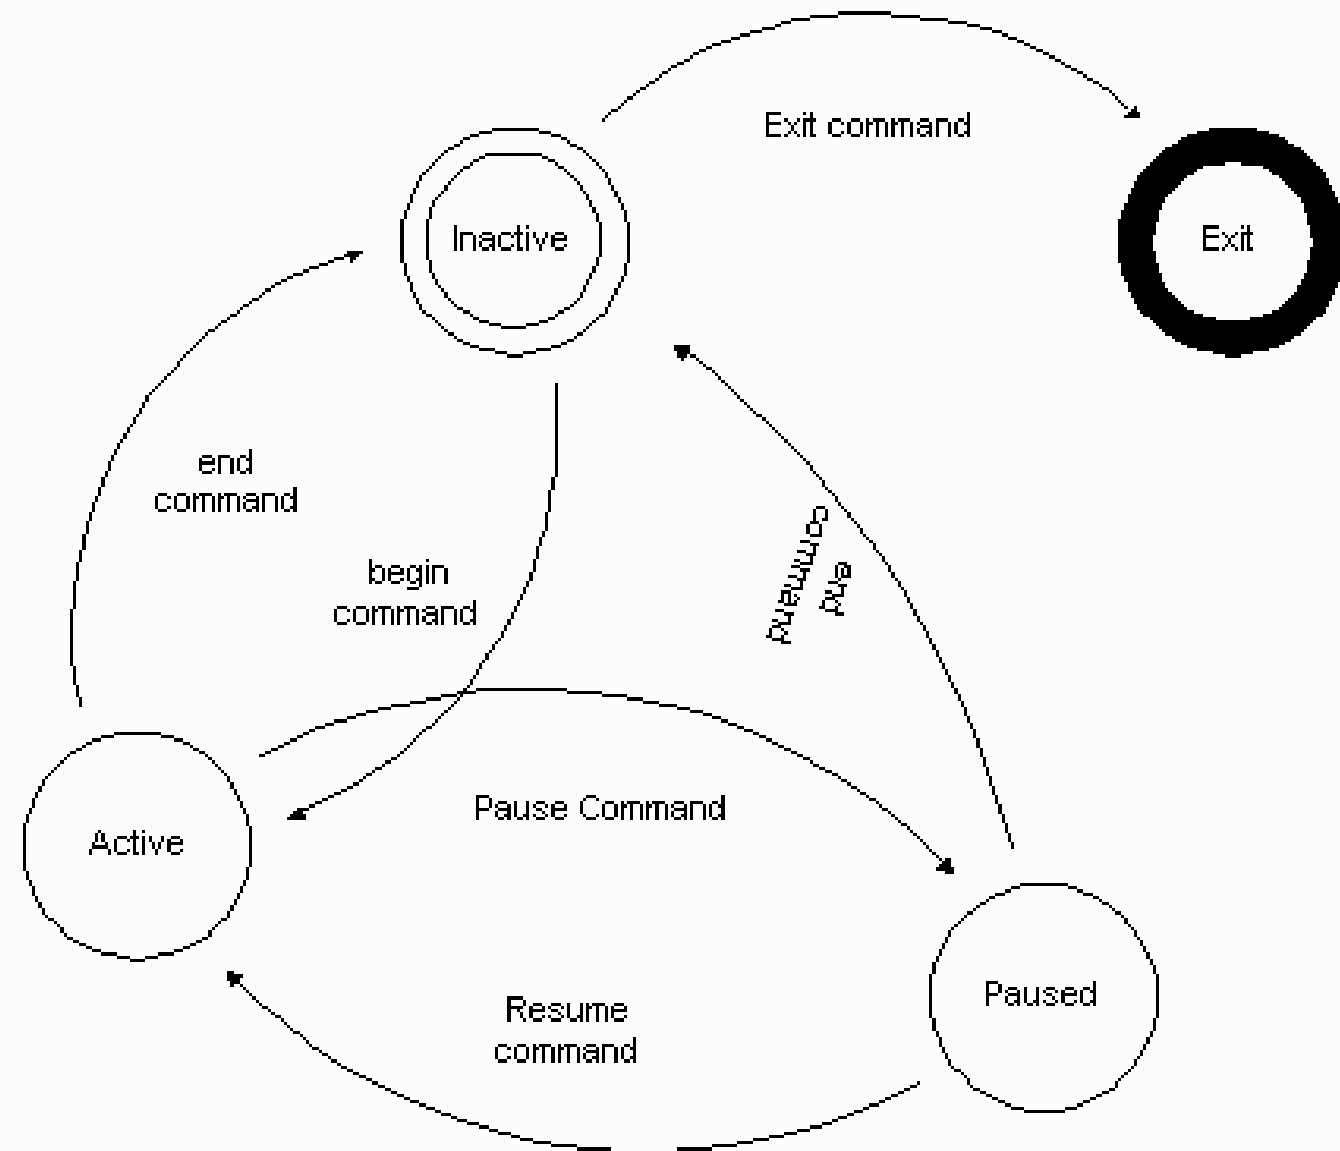 Exit command
Inactive
Exit
end
command
begin
command
end
command
Pause Command
Active
Paused
Resume
command